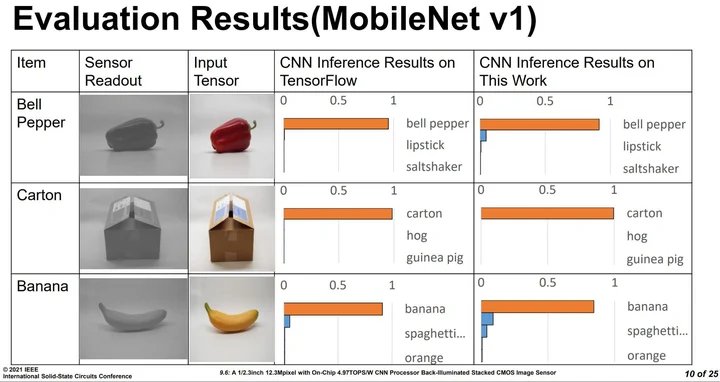 Evaluation Results(MobileNet v1)
Item
Sensor
Readout
Input
Tensor
CNN Inference Results on
TensorFlow
CNN Inference Results on
This Work
Bell
Pepper
0 0.5 1
bell pepper
lipstick
saltshaker
0 0.5 1
bell pepper
lipstick
saltshaker
Carton
0 0.5 1
carton
hog
guinea pig
0 0.5 1
carton
hog
guinea pig
Banana
0 0.5 1
banana
spaghetti...
orange
0 0.5 1
banana
spaghetti...
orange
© 2021 IEEE
International Solid-State Circuits Conference
9.6: A 1/2.3inch 12.3Mpixel with On-Chip 4.97TOPS/W CNN Processor Back-Illuminated Stacked CMOS Image Sensor
10 of 25